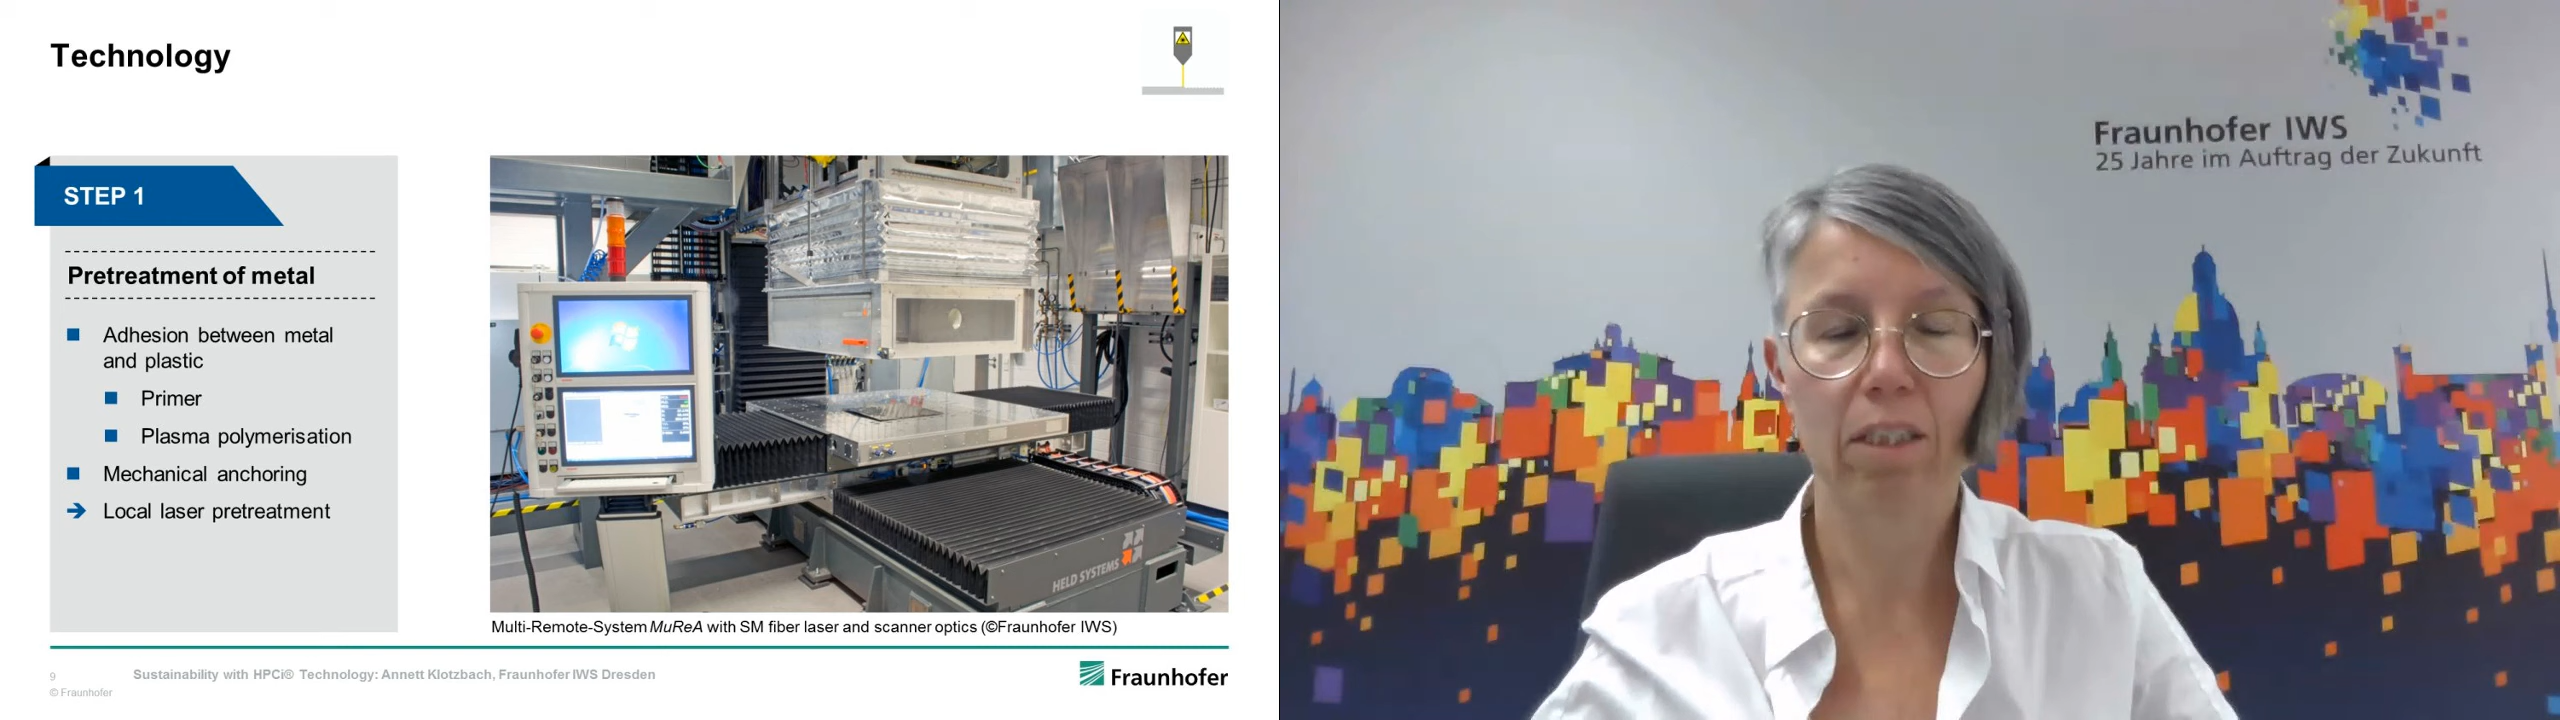 Technology
STEP 1
Pretreatment of metal
Adhesion between metal
and plastic
Primer
Plasma polymerisation
Mechanical anchoring
Local laser pretreatment
HELD SYSTEMS
Multi-Remote-System MuReA with SM fiber laser and scanner optics (©Fraunhofer IWS)
9
Sustainability with HPCi® Technology: Annett Klotzbach, Fraunhofer IWS Dresden
© Fraunhofer
Fraunhofer
Fraunhofer IWS
25 Jahre im Auftrag der Zukunft